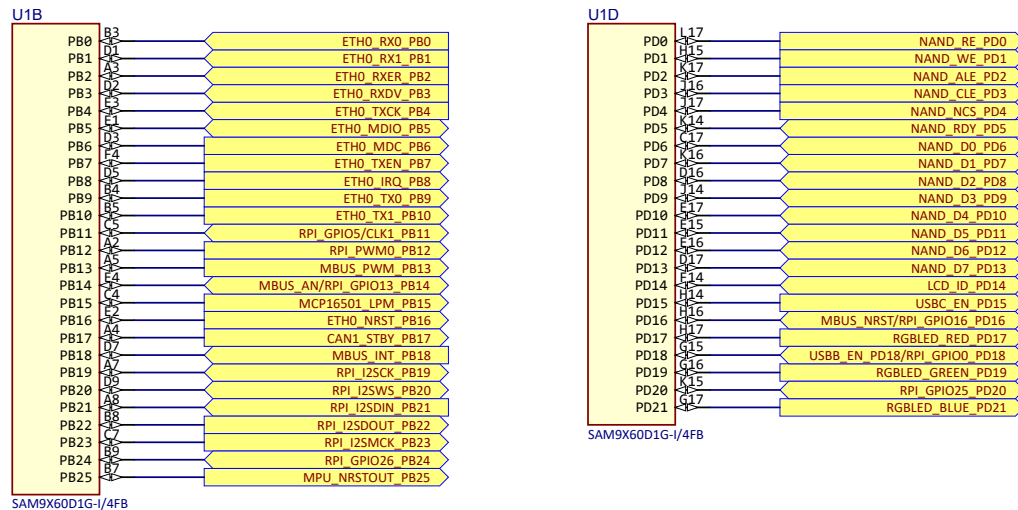 U1B
PB0 B3 ETH0_RX0_PB0
PB1 D1 ETH0_RX1_PB1
PB2 A3 ETH0_RXER_PB2
PB3 D2 ETH0_RXDV_PB3
PB4 E3 ETH0_TXCK_PB4
PB5 E1 ETH0_MDIO_PB5
PB6 D3 ETH0_MDC_PB6
PB7 F4 ETH0_TXEN_PB7
PB8 D5 ETH0_IRQ_PB8
PB9 B4 ETH0_TX0_PB9
PB10 B5 ETH0_TX1_PB10
PB11 C5 RPI_GPIO5/CLK1_PB11
PB12 A2 RPI_PWM0_PB12
PB13 A5 MBUS_PWM_PB13
PB14 E4 MBUS_AN/RPI_GPIO13_PB14
PB15 C4 MCP16501_LPM_PB15
PB16 E2 ETH0_NRST_PB16
PB17 A4 CAN1_STBY_PB17
PB18 D7 MBUS_INT_PB18
PB19 A7 RPI_I2SCK_PB19
PB20 D9 RPI_I2SWS_PB20
PB21 A8 RPI_I2SDIN_PB21
PB22 B8 RPI_I2SDOUT_PB22
PB23 C7 RPI_I2SMCK_PB23
PB24 B9 RPI_GPIO26_PB24
PB25 B7 MPU_NRSTOUT_PB25
SAM9X60D1G-I/4FB
U1D
PD0 L17 NAND_RE_PD0
PD1 H15 NAND_WE_PD1
PD2 K17 NAND_ALE_PD2
PD3 J16 NAND_CLE_PD3
PD4 J17 NAND_NCS_PD4
PD5 K14 NAND_RDY_PD5
PD6 C17 NAND_D0_PD6
PD7 K16 NAND_D1_PD7
PD8 D16 NAND_D2_PD8
PD9 J14 NAND_D3_PD9
PD10 E17 NAND_D4_PD10
PD11 E15 NAND_D5_PD11
PD12 E16 NAND_D6_PD12
PD13 D17 NAND_D7_PD13
PD14 F14 LCD_ID_PD14
PD15 H14 USBC_EN_PD15
PD16 H16 MBUS_NRST/RPI_GPIO16_PD16
PD17 H17 RGBLED_RED_PD17
PD18 G15 USBB_EN_PD18/RPI_GPIO0_PD18
PD19 G16 RGBLED_GREEN_PD19
PD20 K15 RPI_GPIO25_PD20
PD21 G17 RGBLED_BLUE_PD21
SAM9X60D1G-I/4FB